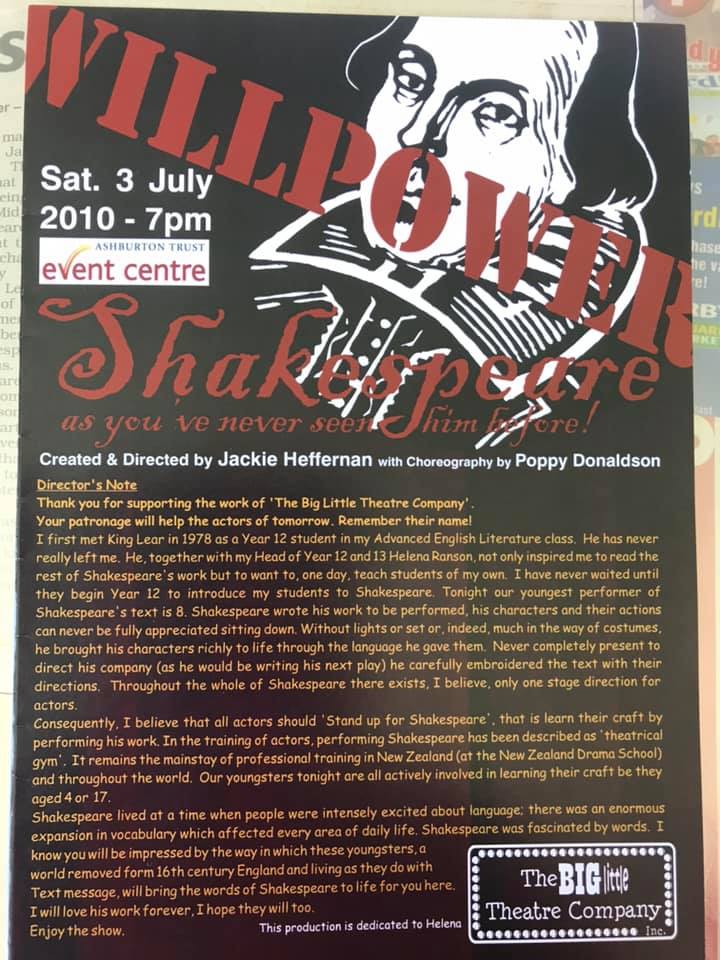 WILLPOWER
Sat. 3 July
2010 - 7pm
ASHBURTON TRUST
event centre
Shakespeare
as you 've never seen him before!
Created & Directed by Jackie Heffernan with Choreography by Poppy Donaldson
Director's Note
Thank you for supporting the work of 'The Big Little Theatre Company'.
Your patronage will help the actors of tomorrow. Remember their name!
I first met King Lear in 1978 as a Year 12 student in my Advanced English Literature class. He has never
really left me. He, together with my Head of Year 12 and 13 Helena Ranson, not only inspired me to read the
rest of Shakespeare's work but to want to, one day, teach students of my own. I have never waited until
they begin Year 12 to introduce my students to Shakespeare. Tonight our youngest performer of
Shakespeare's text is 8. Shakespeare wrote his work to be performed, his characters and their actions
can never be fully appreciated sitting down. Without lights or set or, indeed, much in the way of costumes,
he brought his characters richly to life through the language he gave them. Never completely present to
direct his company (as he would be writing his next play) he carefully embroidered the text with their
directions. Throughout the whole of Shakespeare there exists, I believe, only one stage direction for
actors.
Consequently, I believe that all actors should 'Stand up for Shakespeare', that is learn their craft by
performing his work. In the training of actors, performing Shakespeare has been described as 'theatrical
gym'. It remains the mainstay of professional training in New Zealand (at the New Zealand Drama School)
and throughout the world. Our youngsters tonight are all actively involved in learning their craft be they
aged 4 or 17.
Shakespeare lived at a time when people were intensely excited about language; there was an enormous
expansion in vocabulary which affected every area of daily life. Shakespeare was fascinated by words. I
know you will be impressed by the way in which these youngsters, a
world removed form 16th century England and living as they do with
Text message, will bring the words of Shakespeare to life for you here.
I will love his work forever, I hope they will too.
Enjoy the show.
This production is dedicated to Helena
The BIG little
Theatre Company
Inc.